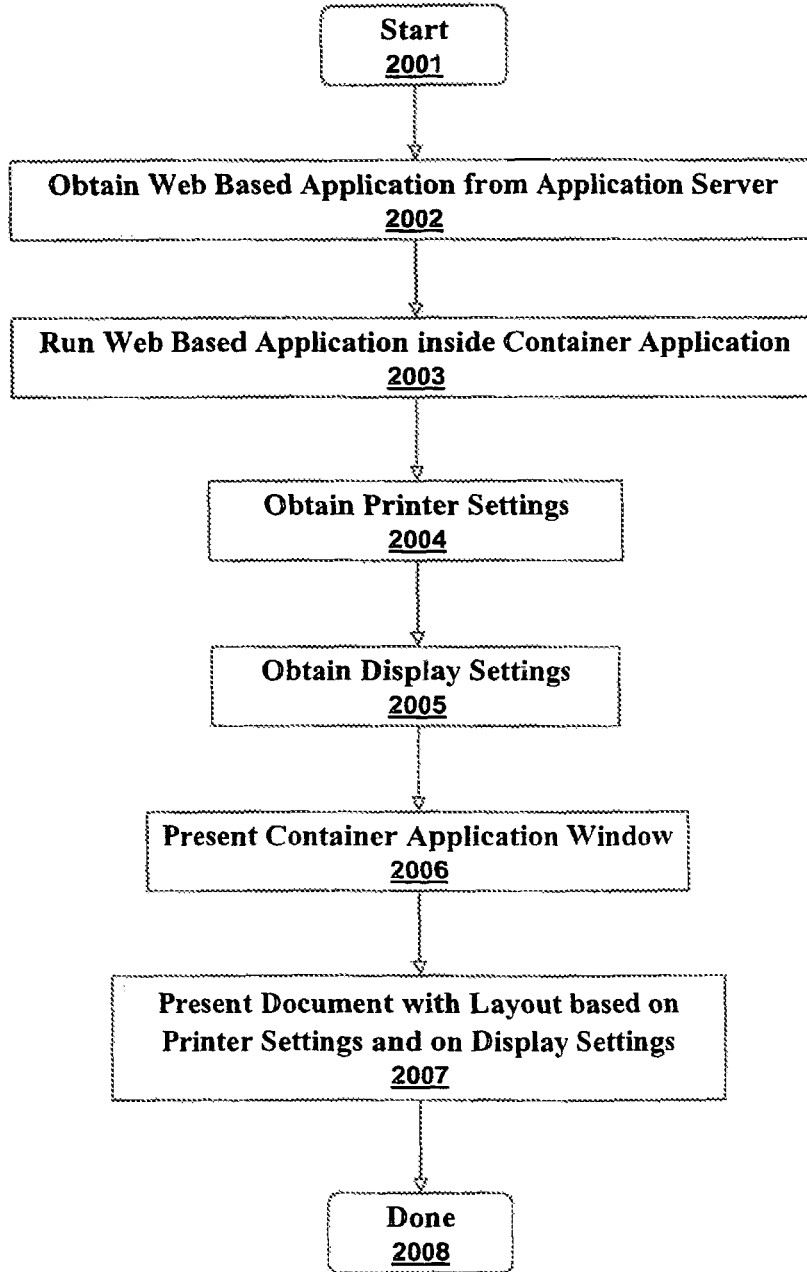 Start
2001
Obtain Web Based Application from Application Server
2002
Run Web Based Application inside Container Application
2003
Obtain Printer Settings
2004
Obtain Display Settings
2005
Present Container Application Window
2006
Present Document with Layout based on
Printer Settings and on Display Settings
2007
Done
2008